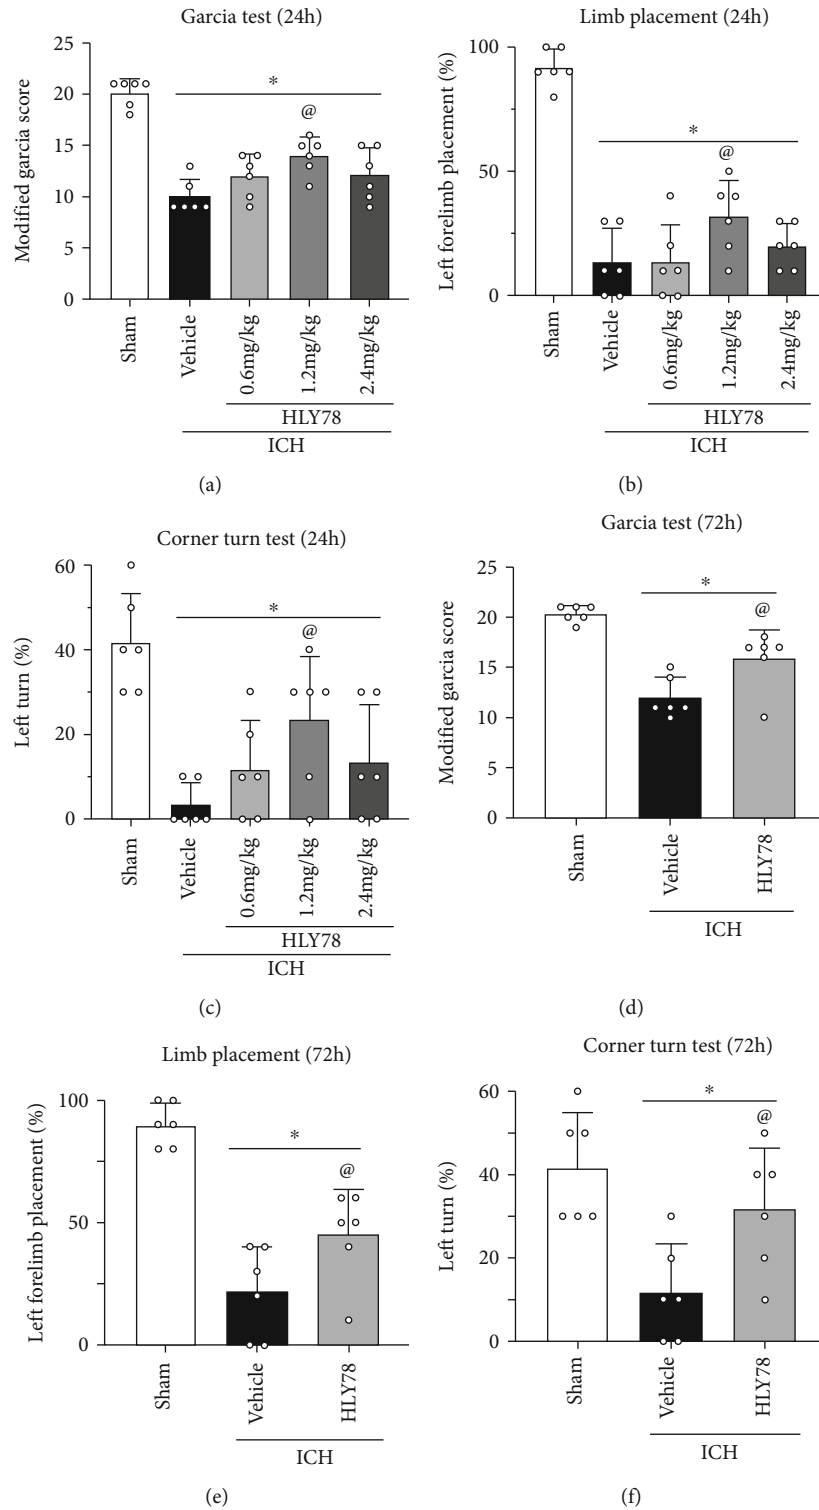 Garcia test (24h)
Modified garcia score
25
20
15
10
5
0
*
@
Sham
Vehicle
0.6mg/kg
1.2mg/kg
2.4mg/kg
HLY78
ICH
(a)
Limb placement (24h)
Left forelimb placement (%)
100
50
0
*
@
Sham
Vehicle
0.6mg/kg
1.2mg/kg
2.4mg/kg
HLY78
ICH
(b)
Corner turn test (24h)
Left turn (%)
60
40
20
0
*
@
Sham
Vehicle
0.6mg/kg
1.2mg/kg
2.4mg/kg
HLY78
ICH
(c)
Garcia test (72h)
Modified garcia score
25
20
15
10
5
0
*
@
Sham
Vehicle
HLY78
ICH
(d)
Limb placement (72h)
Left forelimb placement (%)
100
50
0
*
@
Sham
Vehicle
HLY78
ICH
(e)
Corner turn test (72h)
Left turn (%)
60
40
20
0
*
@
Sham
Vehicle
HLY78
ICH
(f)